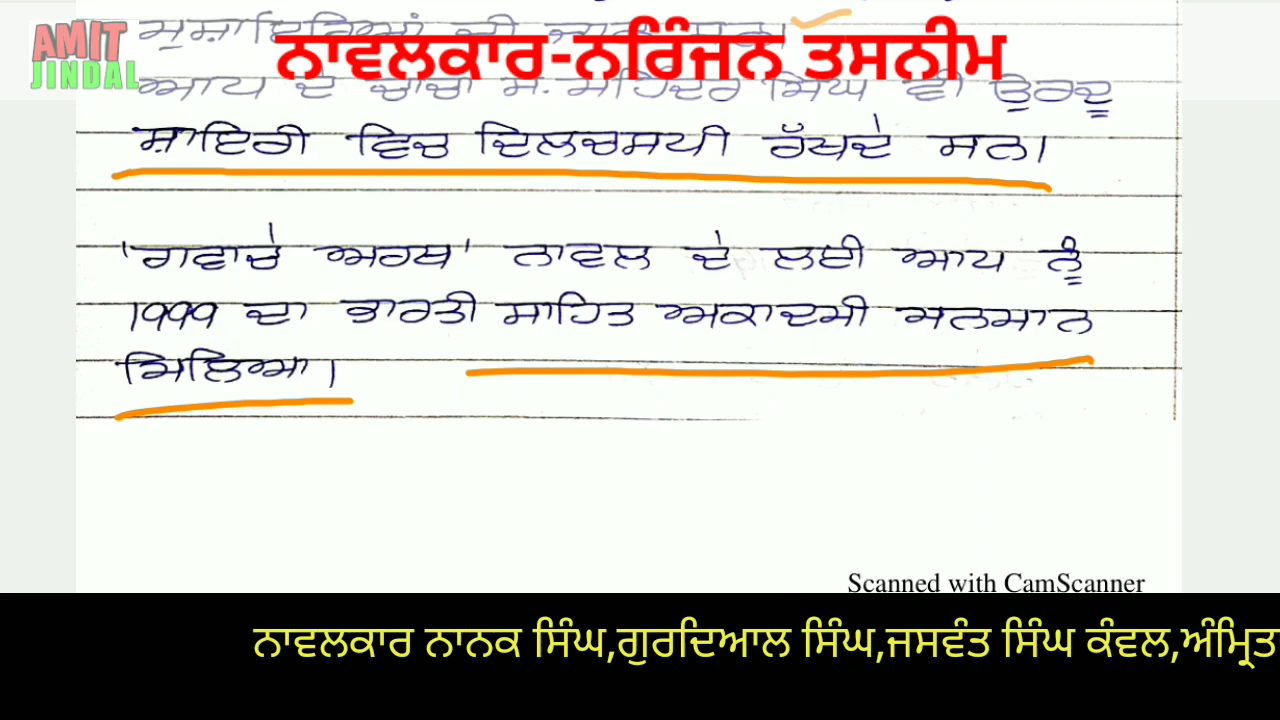 AMIT
JINDAL
ਨਾਵਲਕਾਰ-ਨਰਿੰਜਨ ਤਸਨੀਮ
ਆਪ ਦੇ ਚਾਚਾ ਸ. ਮਹਿੰਦਰ ਸਿੰਘ ਵੀ ਉਰਦੂ
ਸ਼ਾਇਰੀ ਵਿਚ ਦਿਲਚਸਪੀ ਰੱਖਦੇ ਸਨ।
'ਗਵਾਚੇ ਅਰਥ' ਨਾਵਲ ਦੇ ਲਈ ਆਪ ਨੂੰ
1999 ਦਾ ਭਾਰਤੀ ਸਾਹਿਤ ਅਕਾਦਮੀ ਸਨਮਾਨ
ਮਿਲਿਆ।
Scanned with CamScanner
ਨਾਵਲਕਾਰ ਨਾਨਕ ਸਿੰਘ,ਗੁਰਦਿਆਲ ਸਿੰਘ,ਜਸਵੰਤ ਸਿੰਘ ਕੰਵਲ,ਅੰਮ੍ਰਿਤ